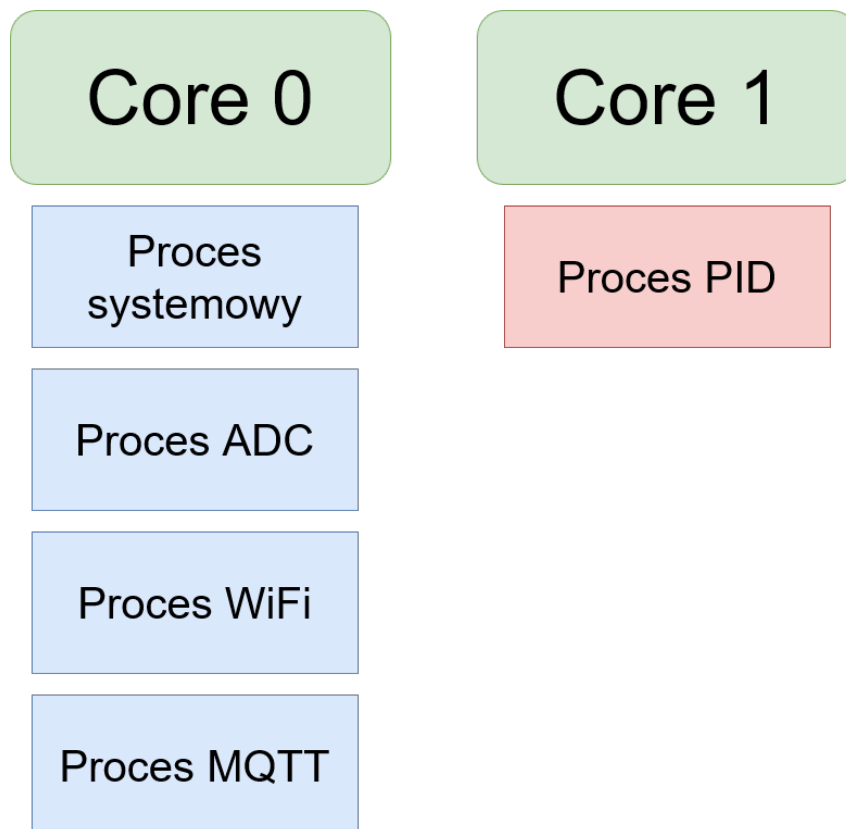 Core 0
Core 1
Proces
systemowy
Proces PID
Proces ADC
Proces WiFi
Proces MQTT